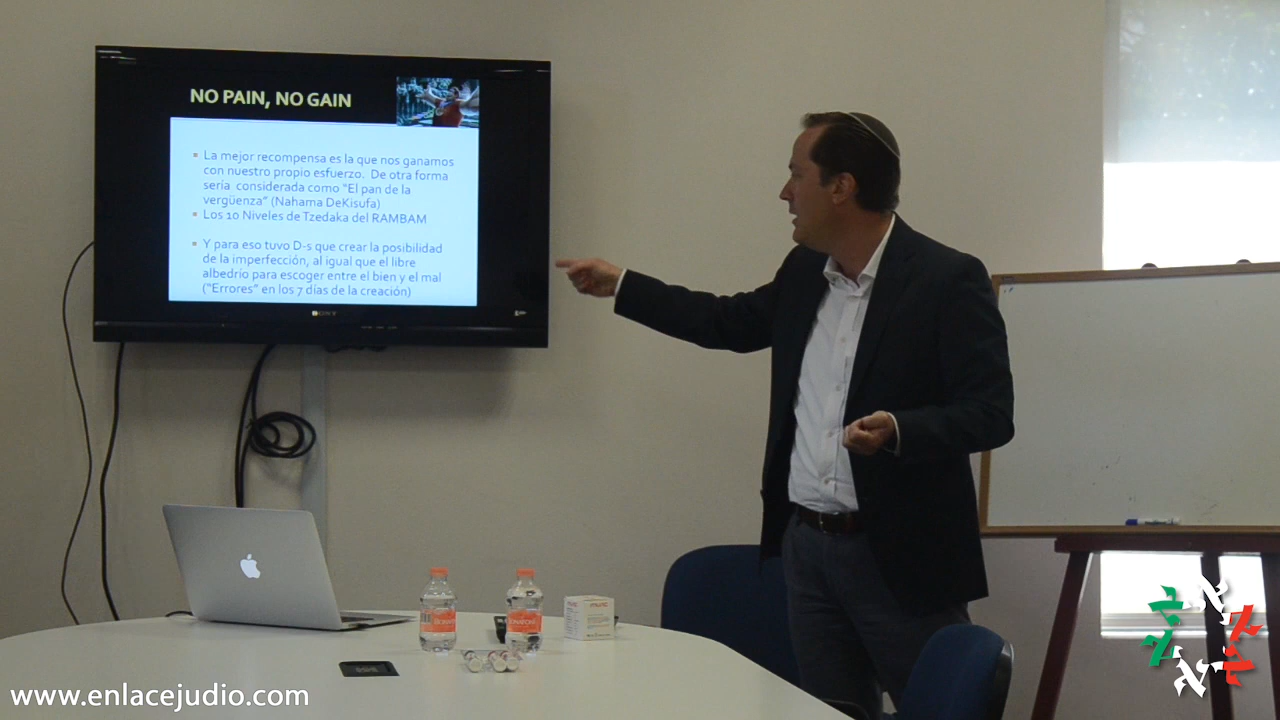 NO PAIN, NO GAIN
▪ La mejor recompensa es la que nos ganamos
con nuestro propio esfuerzo. De otra forma
sería considerada como "El pan de la
vergüenza" (Nahama DeKisufa)
▪ Los 10 Niveles de Tzedaka del RAMBAM
▪ Y para eso tuvo D-s que crear la posibilidad
de la imperfección, al igual que el libre
albedrío para escoger entre el bien y el mal
("Errores" en los 7 días de la creación)
SONY
BONAFONT
www.enlacejudio.com